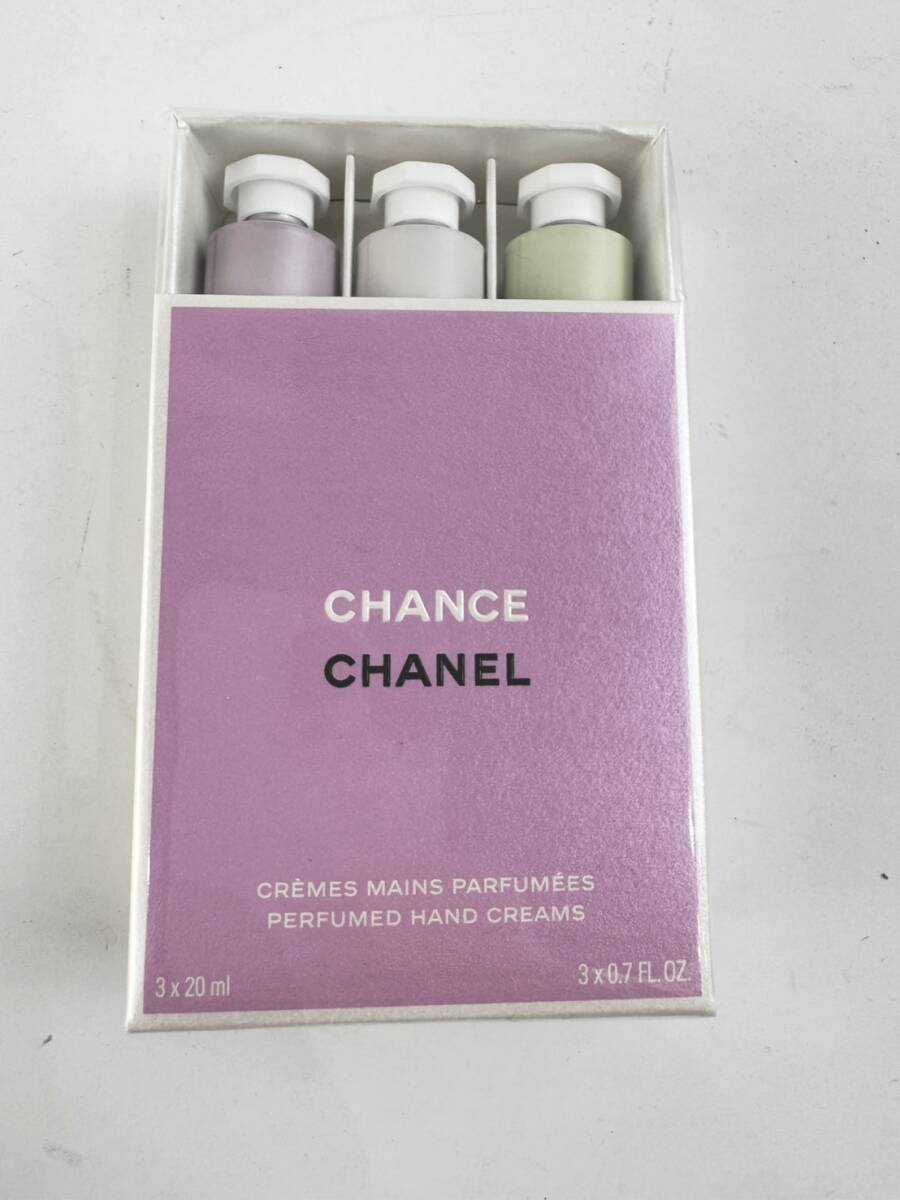 CHANCE
CHANEL
CRÈMES MAINS PARFUMÉES
PERFUMED HAND CREAMS
3 x 20 ml
3 x 0.7 FL. OZ.